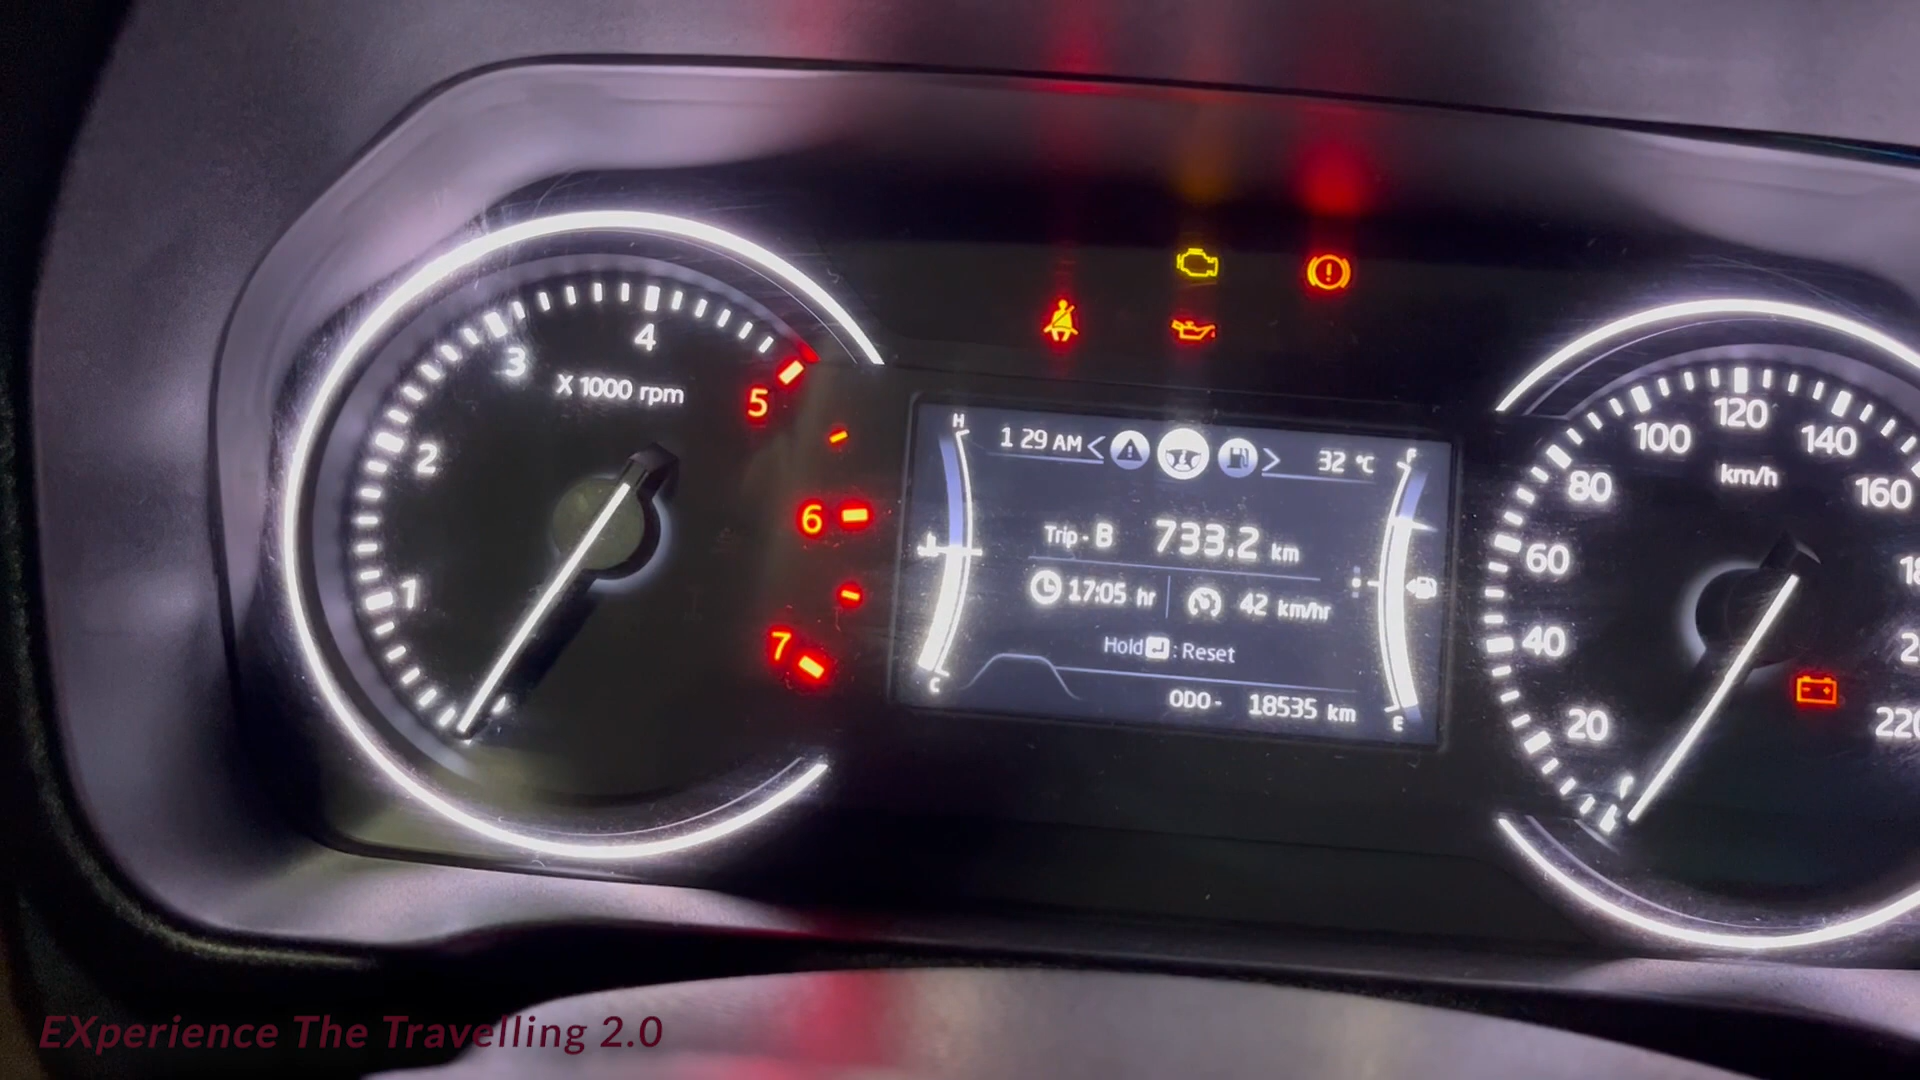 4
3
X 1000 rpm
5
2
6
1
7
H
1 29 AM
32 °C
F
Trip - B 733.2 km
17:05 hr 42 km/hr
Hold : Reset
C
ODO - 18535 km
E
120
100
140
km/h
80
160
60
40
20
220
EXperience The Travelling 2.0